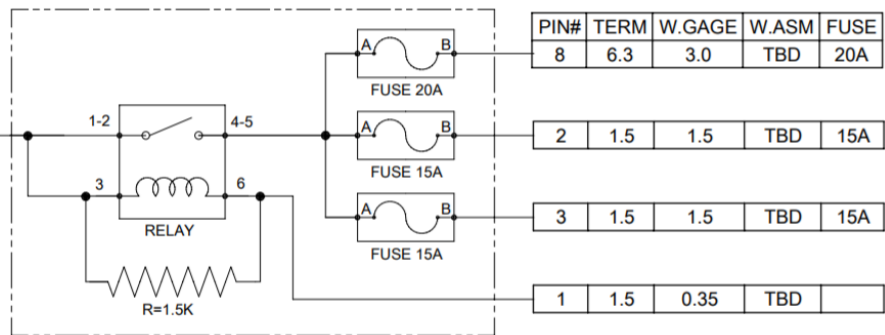 PIN# TERM W.GAGE W.ASM FUSE
A B 8 6.3 3.0 TBD 20A
FUSE 20A
1-2 4-5 A B 2 1.5 1.5 TBD 15A
FUSE 15A
3 6
A B 3 1.5 1.5 TBD 15A
RELAY
FUSE 15A
R=1.5K 1 1.5 0.35 TBD